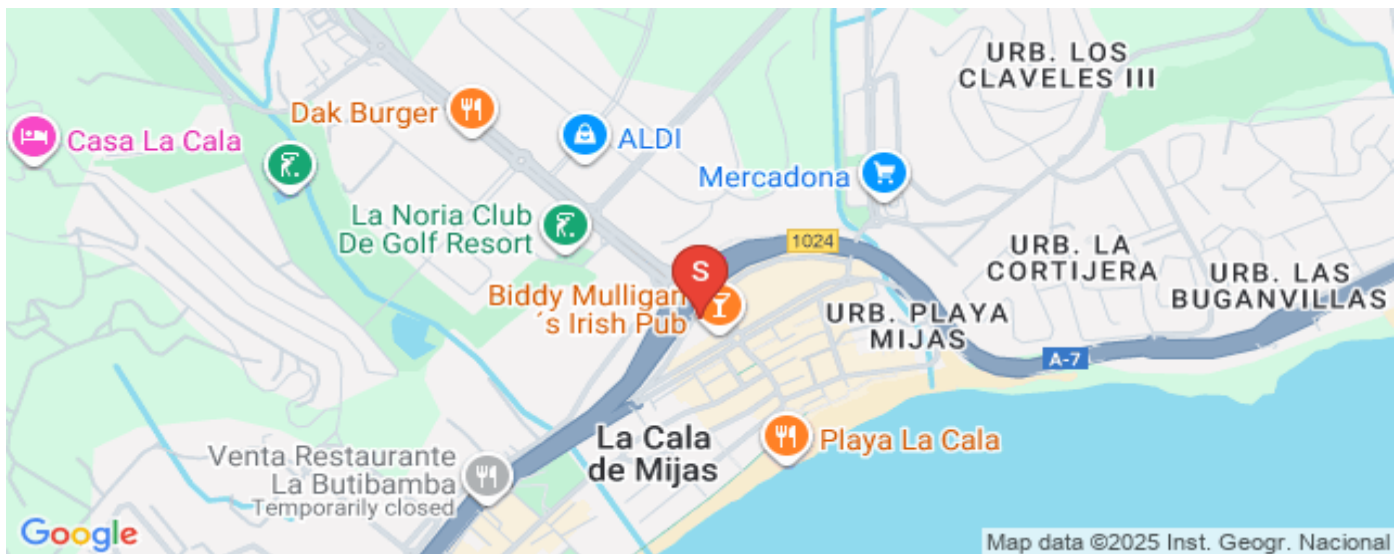 URB. LOS
CLAVELES III
Dak Burger
ALDI
Casa La Cala
Mercadona
La Noria Club
De Golf Resort
1024
URB. LA
CORTIJERA
URB. LAS
BUGANVILLAS
S
Biddy Mulligan
´s Irish Pub
URB. PLAYA
MIJAS
A-7
La Cala
de Mijas
Playa La Cala
Venta Restaurante
La Butibamba
Temporarily closed
Google
Map data ©2025 Inst. Geogr. Nacional